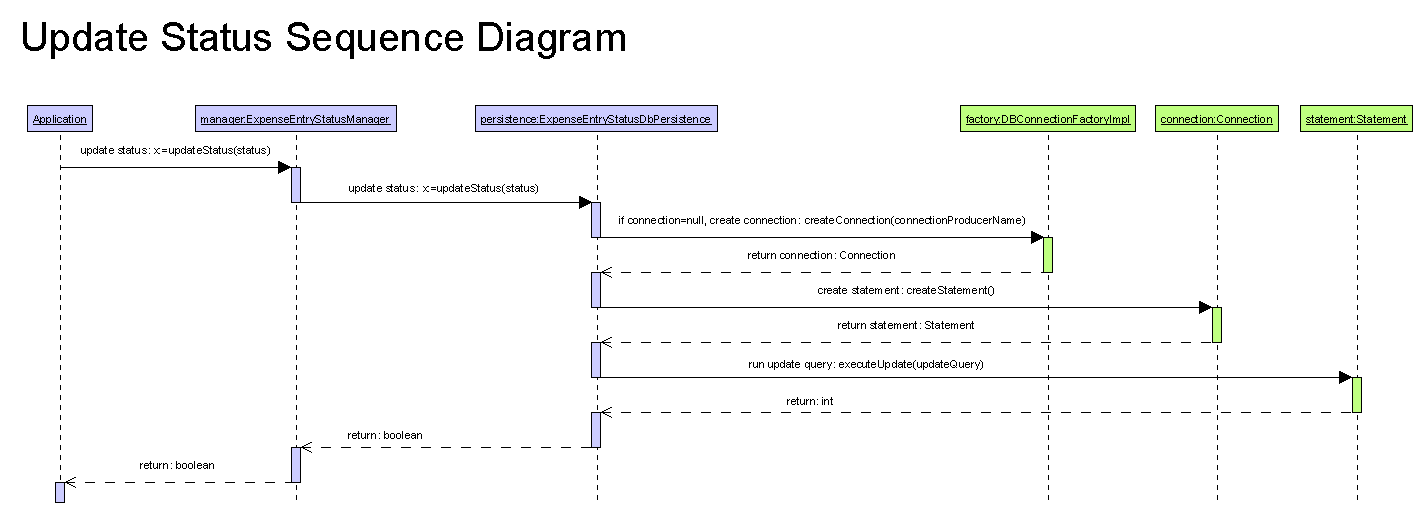 Update Status Sequence Diagram
Application
manager:ExpenseEntryStatusManager
persistence:ExpenseEntryStatusDbPersistence
factory:DBConnectionFactoryImpl
connection:Connection
statement:Statement
update status: x:=updateStatus(status)
update status: x:=updateStatus(status)
if connection=null, create connection: createConnection(connectionProducerName)
return connection: Connection
create statement: createStatement()
return statement: Statement
run update query: executeUpdate(updateQuery)
return: int
return: boolean
return: boolean